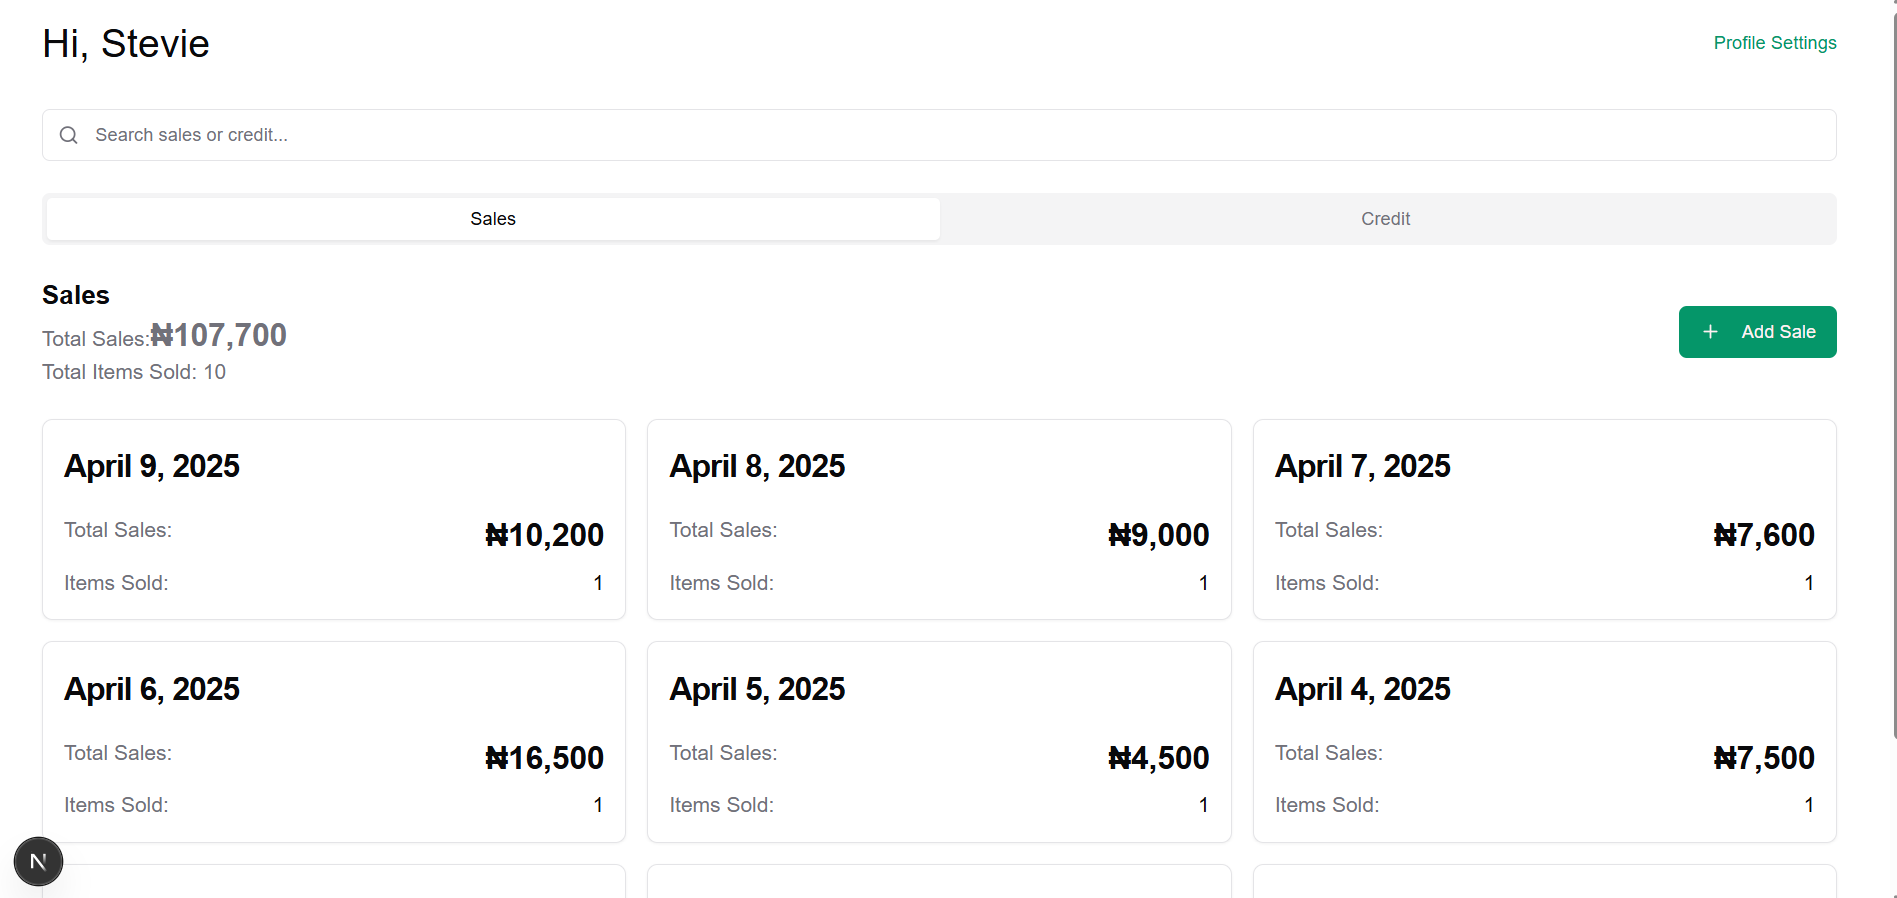 Hi, Stevie
Profile Settings
Search sales or credit...
Sales
Credit
Sales
Total Sales:₦107,700
Total Items Sold: 10
Add Sale
April 9, 2025
Total Sales:
₦10,200
Items Sold:
1
April 8, 2025
Total Sales:
₦9,000
Items Sold:
1
April 7, 2025
Total Sales:
₦7,600
Items Sold:
1
April 6, 2025
Total Sales:
₦16,500
Items Sold:
1
April 5, 2025
Total Sales:
₦4,500
Items Sold:
1
April 4, 2025
Total Sales:
₦7,500
Items Sold:
1
N